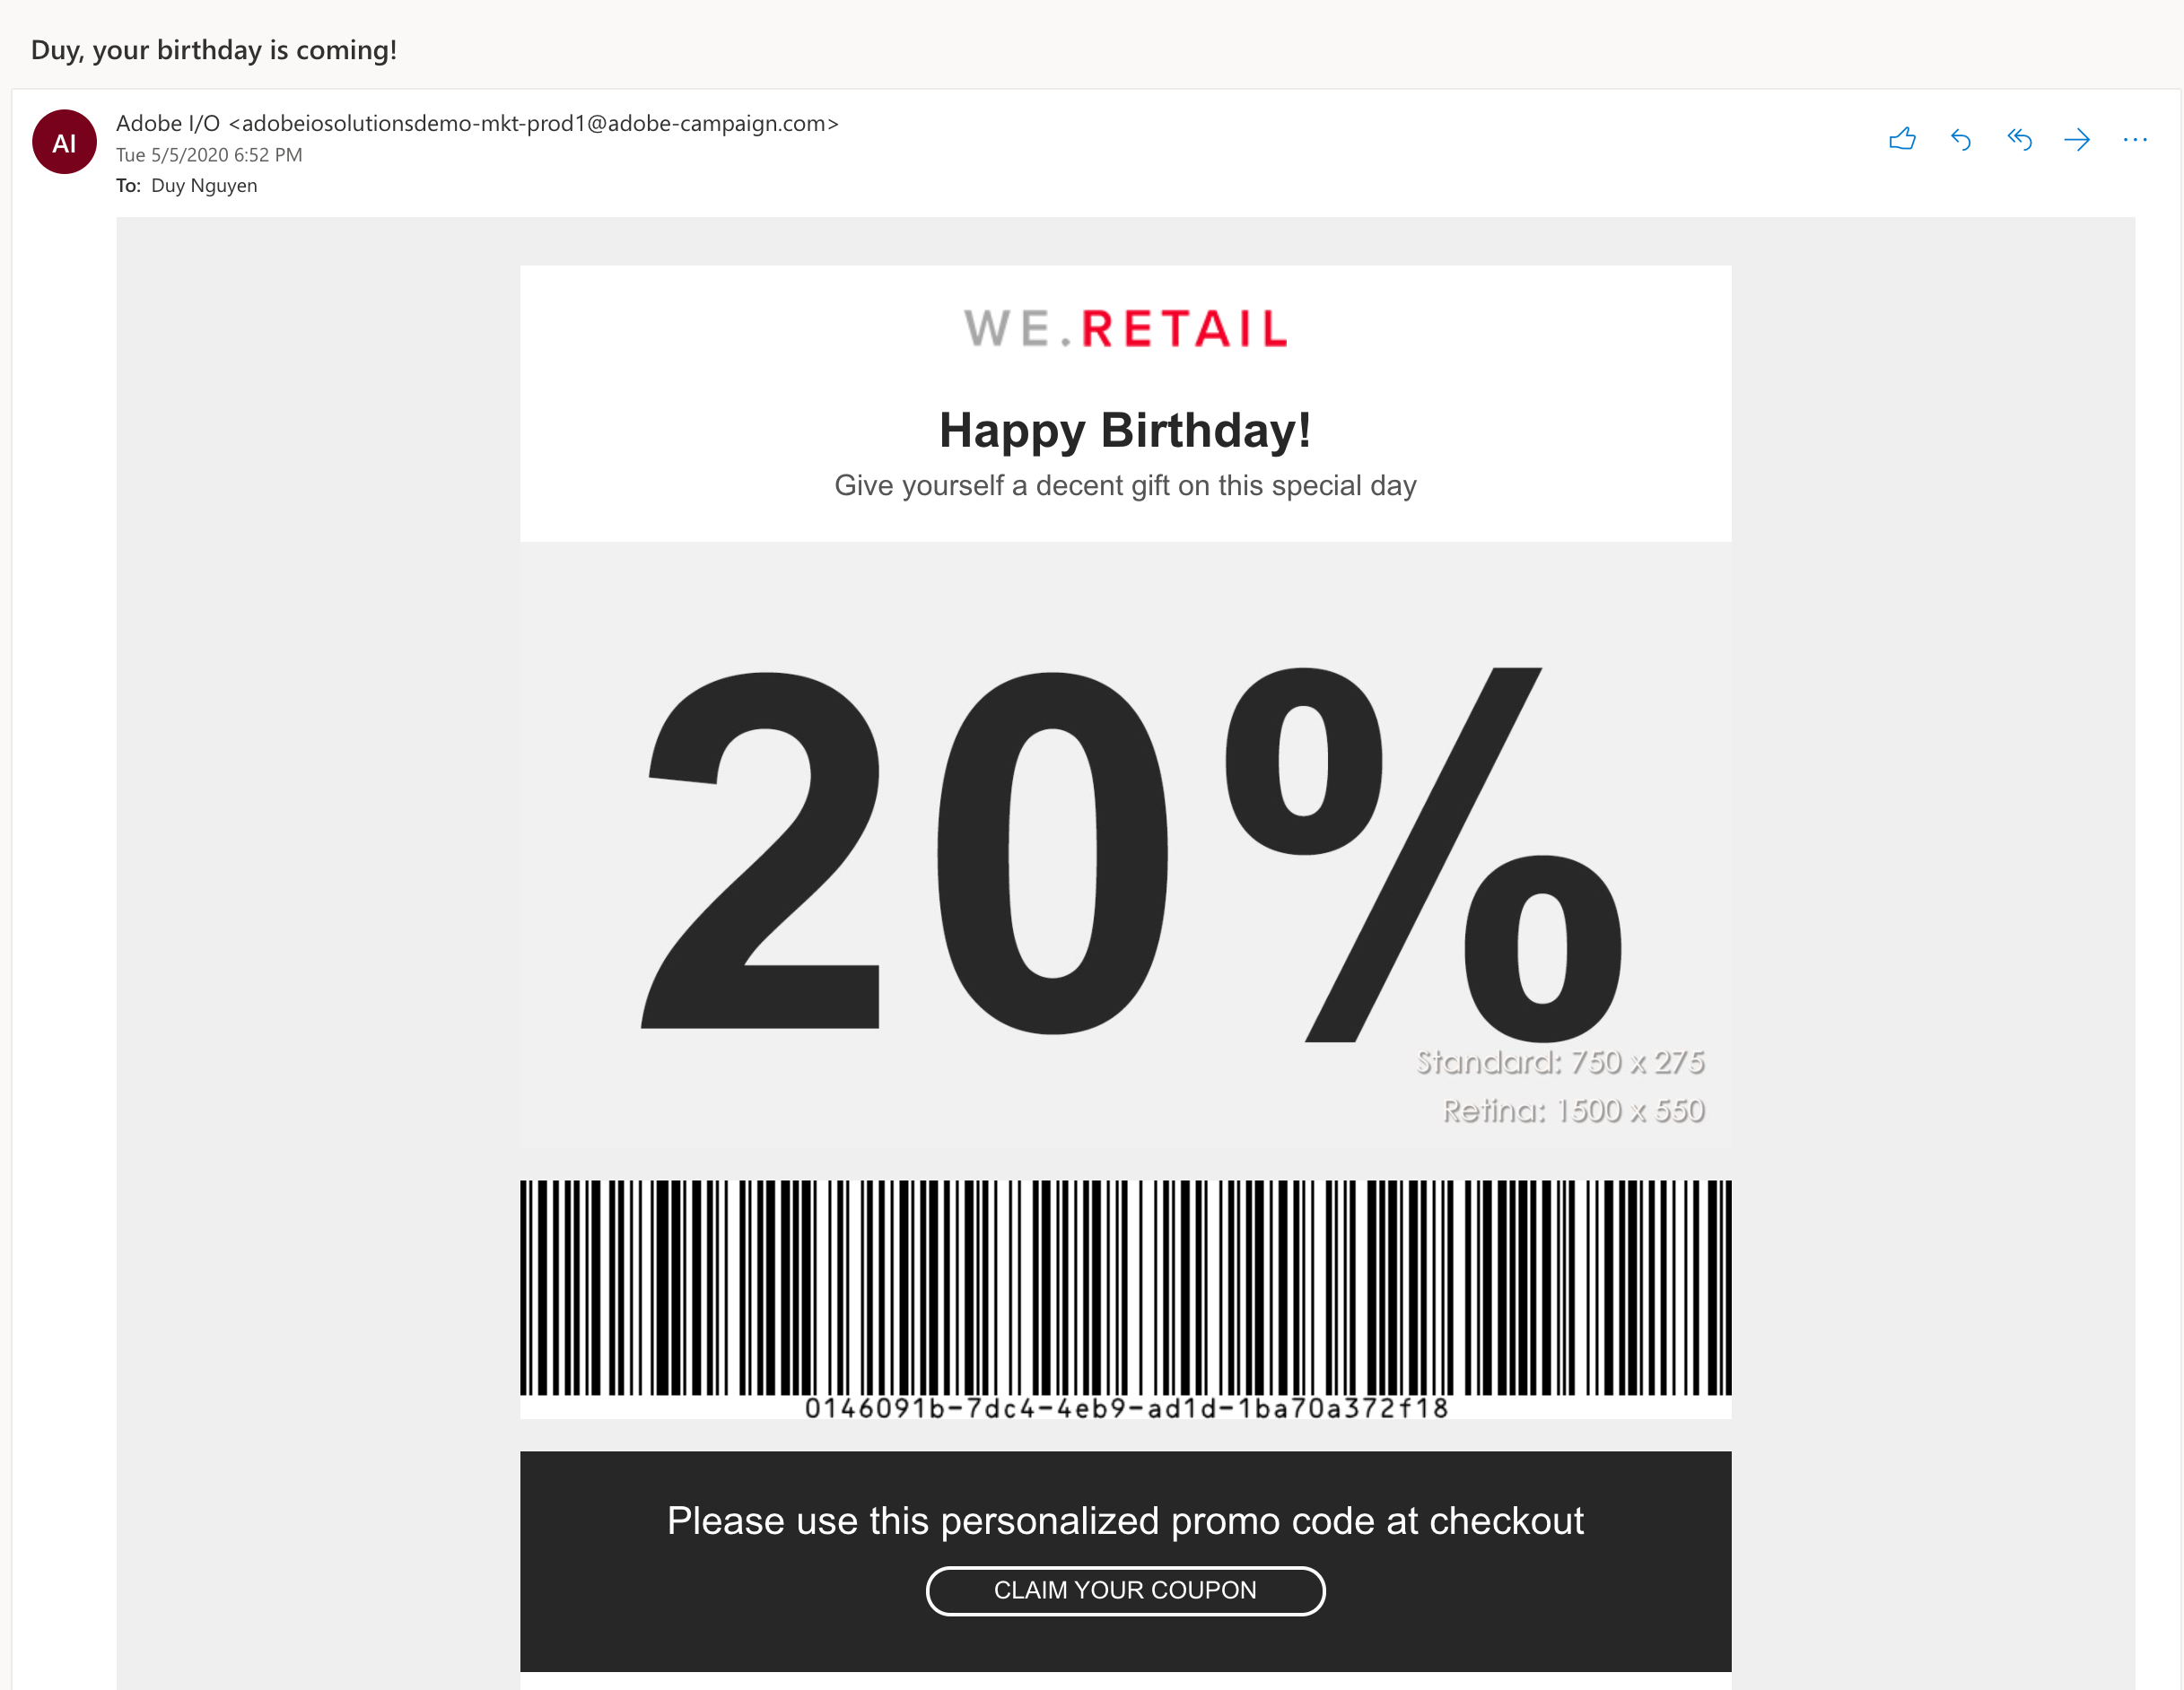 Duy, your birthday is coming!
AI
Adobe I/O <adobeiosolutionsdemo-mkt-prod1@adobe-campaign.com>
Tue 5/5/2020 6:52 PM
To: Duy Nguyen
WE.RETAIL
Happy Birthday!
Give yourself a decent gift on this special day
20%
Standard: 750 x 275
Retina: 1500 x 550
0146091b-7dc4-4eb9-ad1d-1ba70a372f18
Please use this personalized promo code at checkout
CLAIM YOUR COUPON